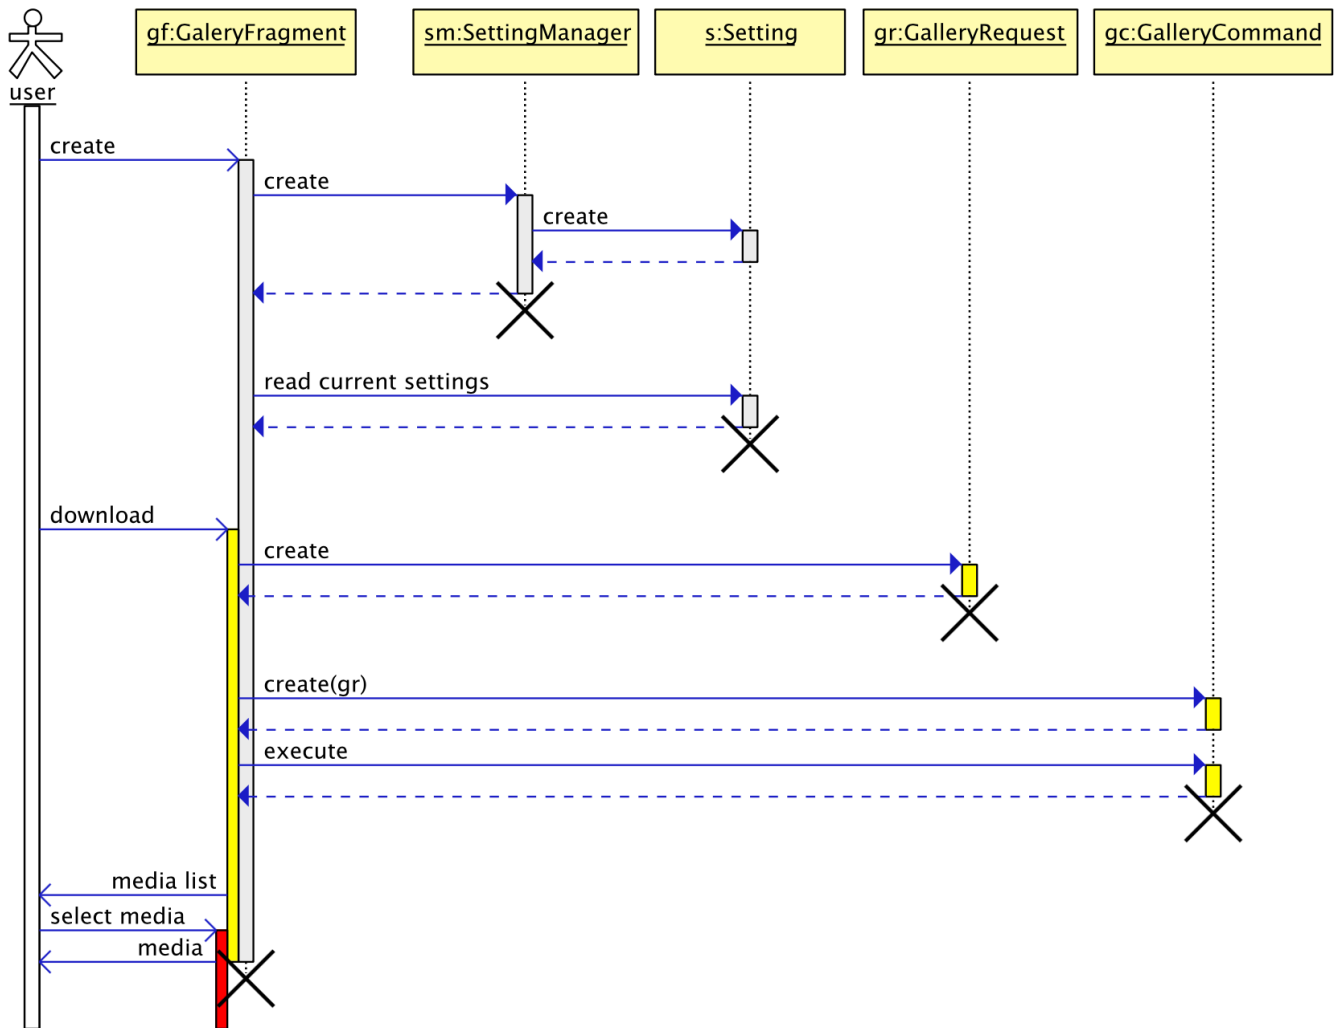 gf:GaleryFragment
sm:SettingManager
s:Setting
gr:GalleryRequest
gc:GalleryCommand
user
create
create
create
read current settings
download
create
create(gr)
execute
media list
select media
media